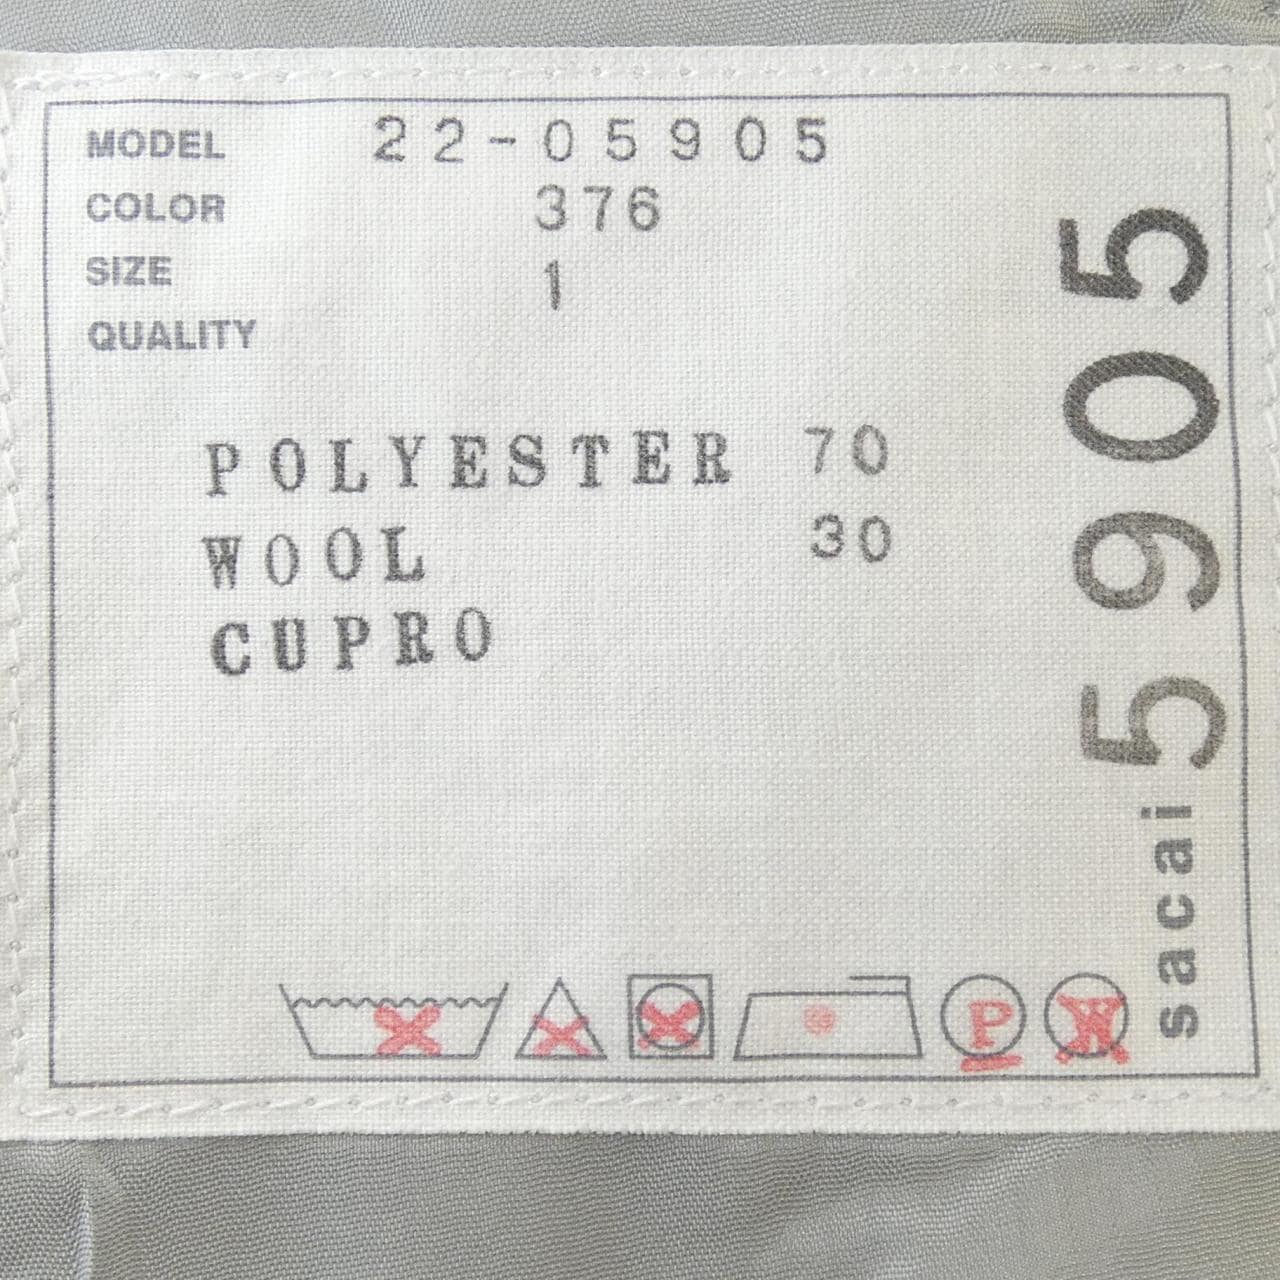 MODEL 22-05905
COLOR 376
SIZE 1
QUALITY
POLYESTER 70
WOOL 30
CUPRO
P
W
sacai 5905